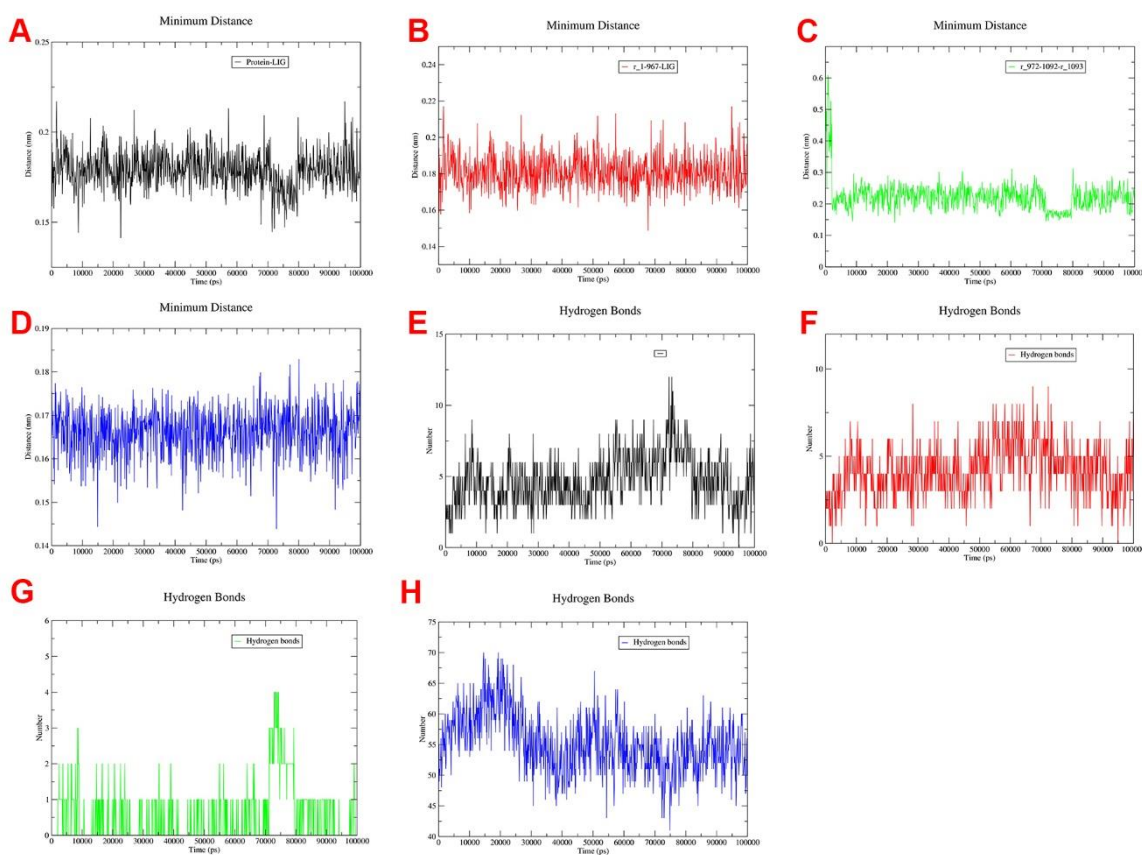 A
Minimum Distance
Protein-LIG
0.25
0.2
0.15
Distance (nm)
0 10000 20000 30000 40000 50000 60000 70000 80000 90000 100000
Time (ps)
B
Minimum Distance
r_1-967-LIG
0.24
0.22
0.2
0.18
0.16
0.13
Distance (nm)
0 10000 20000 30000 40000 50000 60000 70000 80000 90000 100000
Time (ps)
C
Minimum Distance
r_972-1092-r_1093
0.6
0.5
0.4
0.3
0.2
0.1
0
Distance (nm)
0 10000 20000 30000 40000 50000 60000 70000 80000 90000 100000
Time (ps)
D
Minimum Distance
0.19
0.18
0.17
0.16
0.15
0.14
Distance (nm)
0 10000 20000 30000 40000 50000 60000 70000 80000 90000 100000
Time (ps)
E
Hydrogen Bonds
15
10
5
0
Number
0 10000 20000 30000 40000 50000 60000 70000 80000 90000 100000
Time (ps)
F
Hydrogen Bonds
Hydrogen bonds
10
5
0
Number
0 10000 20000 30000 40000 50000 60000 70000 80000 90000 100000
Time (ps)
G
Hydrogen Bonds
Hydrogen bonds
6
5
4
3
2
1
0
Number
0 10000 20000 30000 40000 50000 60000 70000 80000 90000 100000
Time (ps)
H
Hydrogen Bonds
Hydrogen bonds
75
70
65
60
55
50
45
40
Number
0 10000 20000 30000 40000 50000 60000 70000 80000 90000 100000
Time (ps)